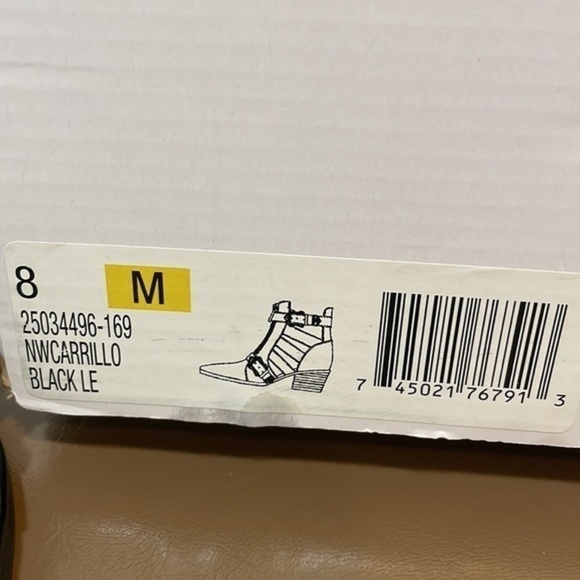 8 M
25034496-169
NWCARRILLO
BLACK LE
7 45021 76791 3